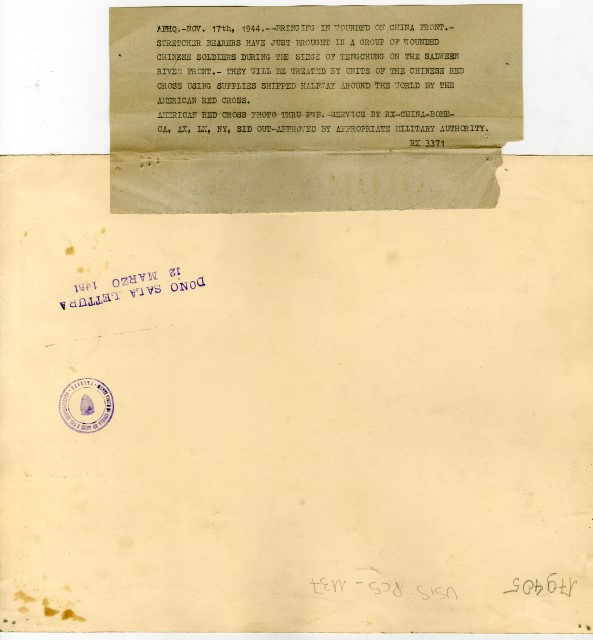 AFHQ.-NOV. 17th, 1944.--BRINGING IN WOUNDED ON CHINA FRONT.-
STRETCHER BEARERS HAVE JUST BROUGHT IN A GROUP OF WOUNDED
CHINESE SOLDIERS DURING THE SIEGE OF TENGCHUNG ON THE SALWEEN
RIVER FRONT.- THEY WILL BE TREATED BY UNITS OF THE CHINESE RED
CROSS USING SUPPLIES SHIPPED HALFWAY AROUND THE WORLD BY THE
AMERICAN RED CROSS.
AMERICAN RED CROSS PHOTO THRU PWB. SERVICE BY RX-CHINA-ROME-
CA, AX, LX, NY, SID OUT-APPROVED BY APPROPRIATE MILITARY AUTHORITY.
RX 3371
DONO SALA LETTURA
12 MARZO 1951
179405
USIS PCS - 1137